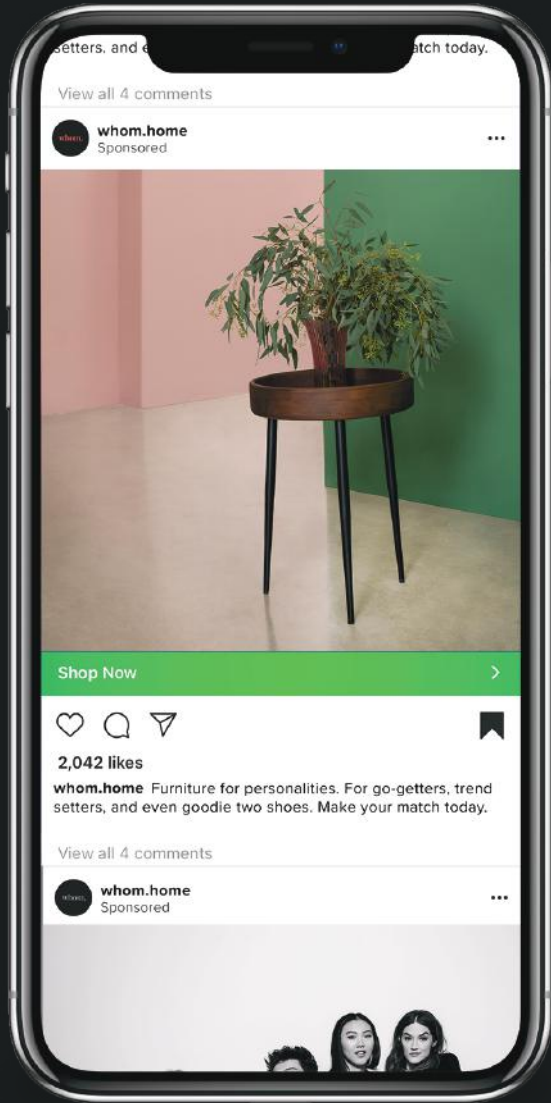 setters, and e
atch today.
View all 4 comments
whom.
whom.home
Sponsored
Shop Now
2,042 likes
whom.home Furniture for personalities. For go-getters, trend
setters, and even goodie two shoes. Make your match today.
View all 4 comments
whom.
whom.home
Sponsored